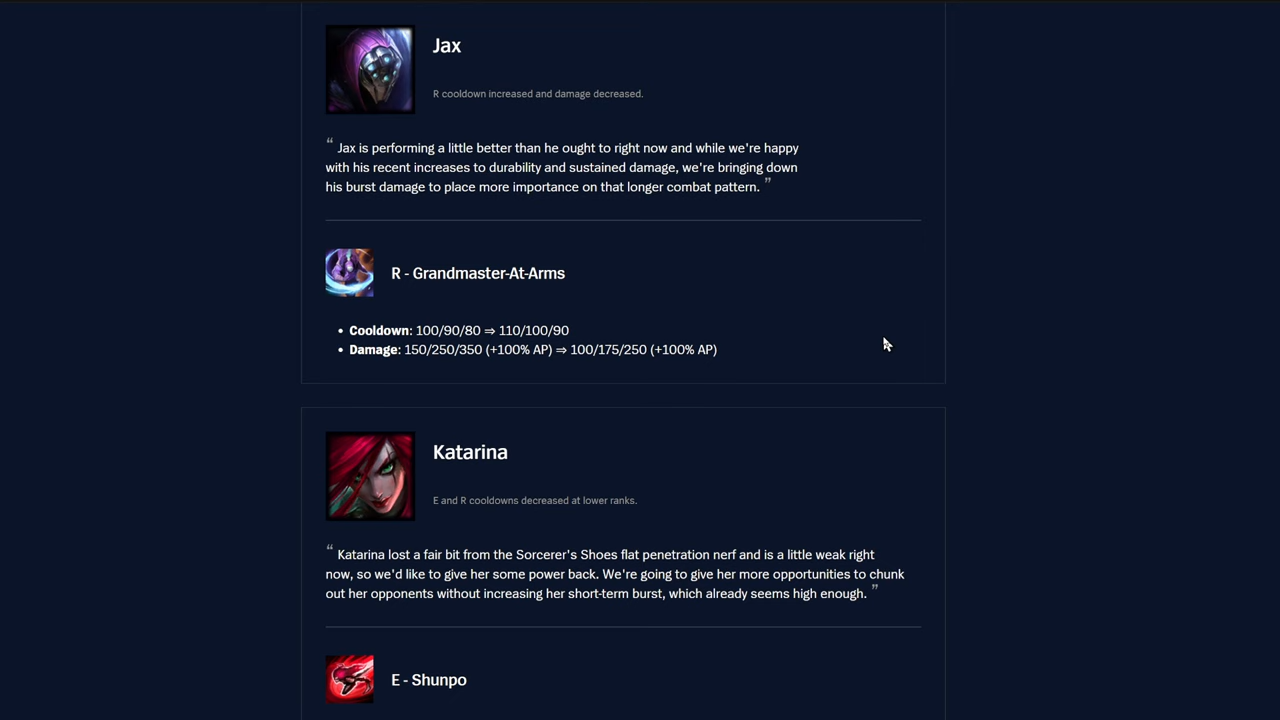 Jax
R cooldown increased and damage decreased.
“ Jax is performing a little better than he ought to right now and while we're happy
with his recent increases to durability and sustained damage, we're bringing down
his burst damage to place more importance on that longer combat pattern. ”
R - Grandmaster-At-Arms
• Cooldown: 100/90/80 ⇒ 110/100/90
• Damage: 150/250/350 (+100% AP) ⇒ 100/175/250 (+100% AP)
Katarina
E and R cooldowns decreased at lower ranks.
“ Katarina lost a fair bit from the Sorcerer's Shoes flat penetration nerf and is a little weak right
now, so we'd like to give her some power back. We're going to give her more opportunities to chunk
out her opponents without increasing her short-term burst, which already seems high enough. ”
E - Shunpo